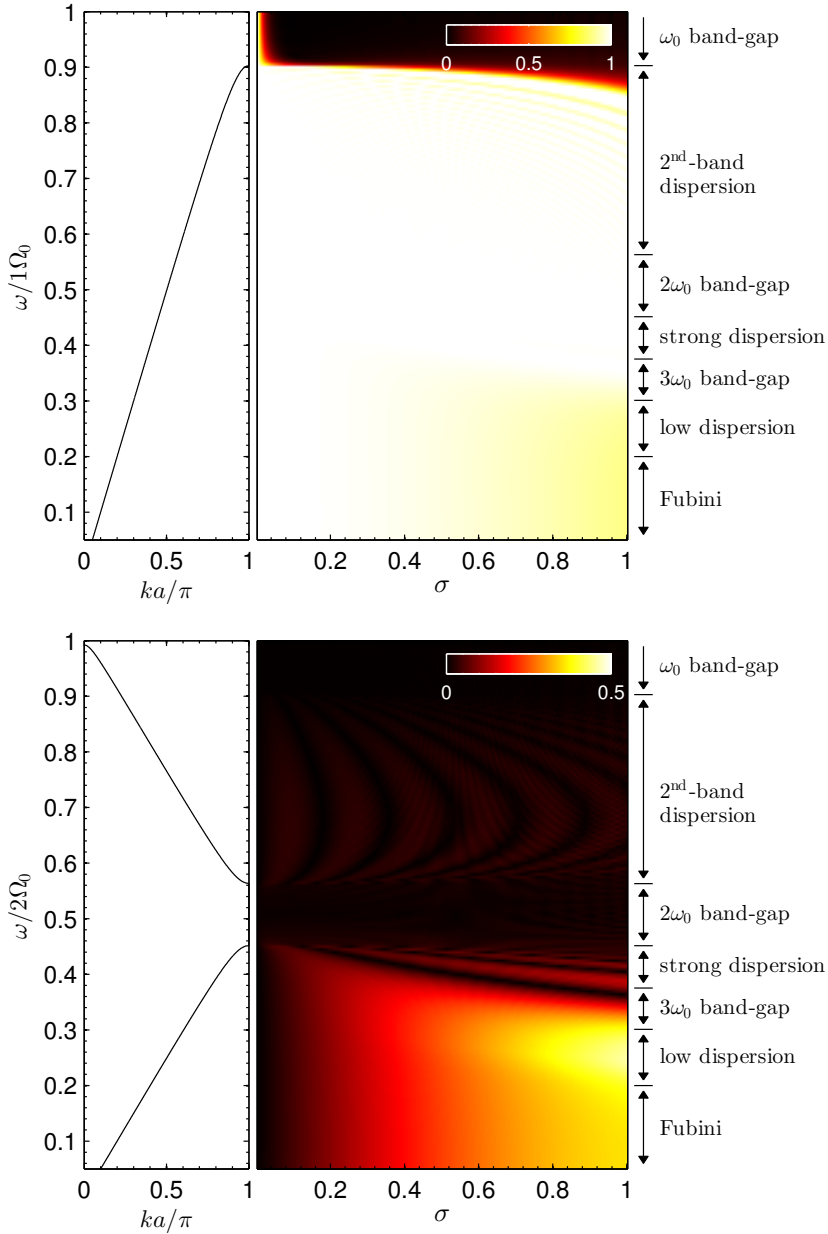 1
0.9
0.8
0.7
0.6
0.5
0.4
0.3
0.2
0.1
ω/1Ω₀
0 0.5 1
ka/π
0 0.5 1
0.2 0.4 0.6 0.8 1
σ
ω₀ band-gap
2ⁿᵈ-band
dispersion
2ω₀ band-gap
strong dispersion
3ω₀ band-gap
low dispersion
Fubini
1
0.9
0.8
0.7
0.6
0.5
0.4
0.3
0.2
0.1
ω/2Ω₀
0 0.5 1
ka/π
0 0.5
0.2 0.4 0.6 0.8 1
σ
ω₀ band-gap
2ⁿᵈ-band
dispersion
2ω₀ band-gap
strong dispersion
3ω₀ band-gap
low dispersion
Fubini